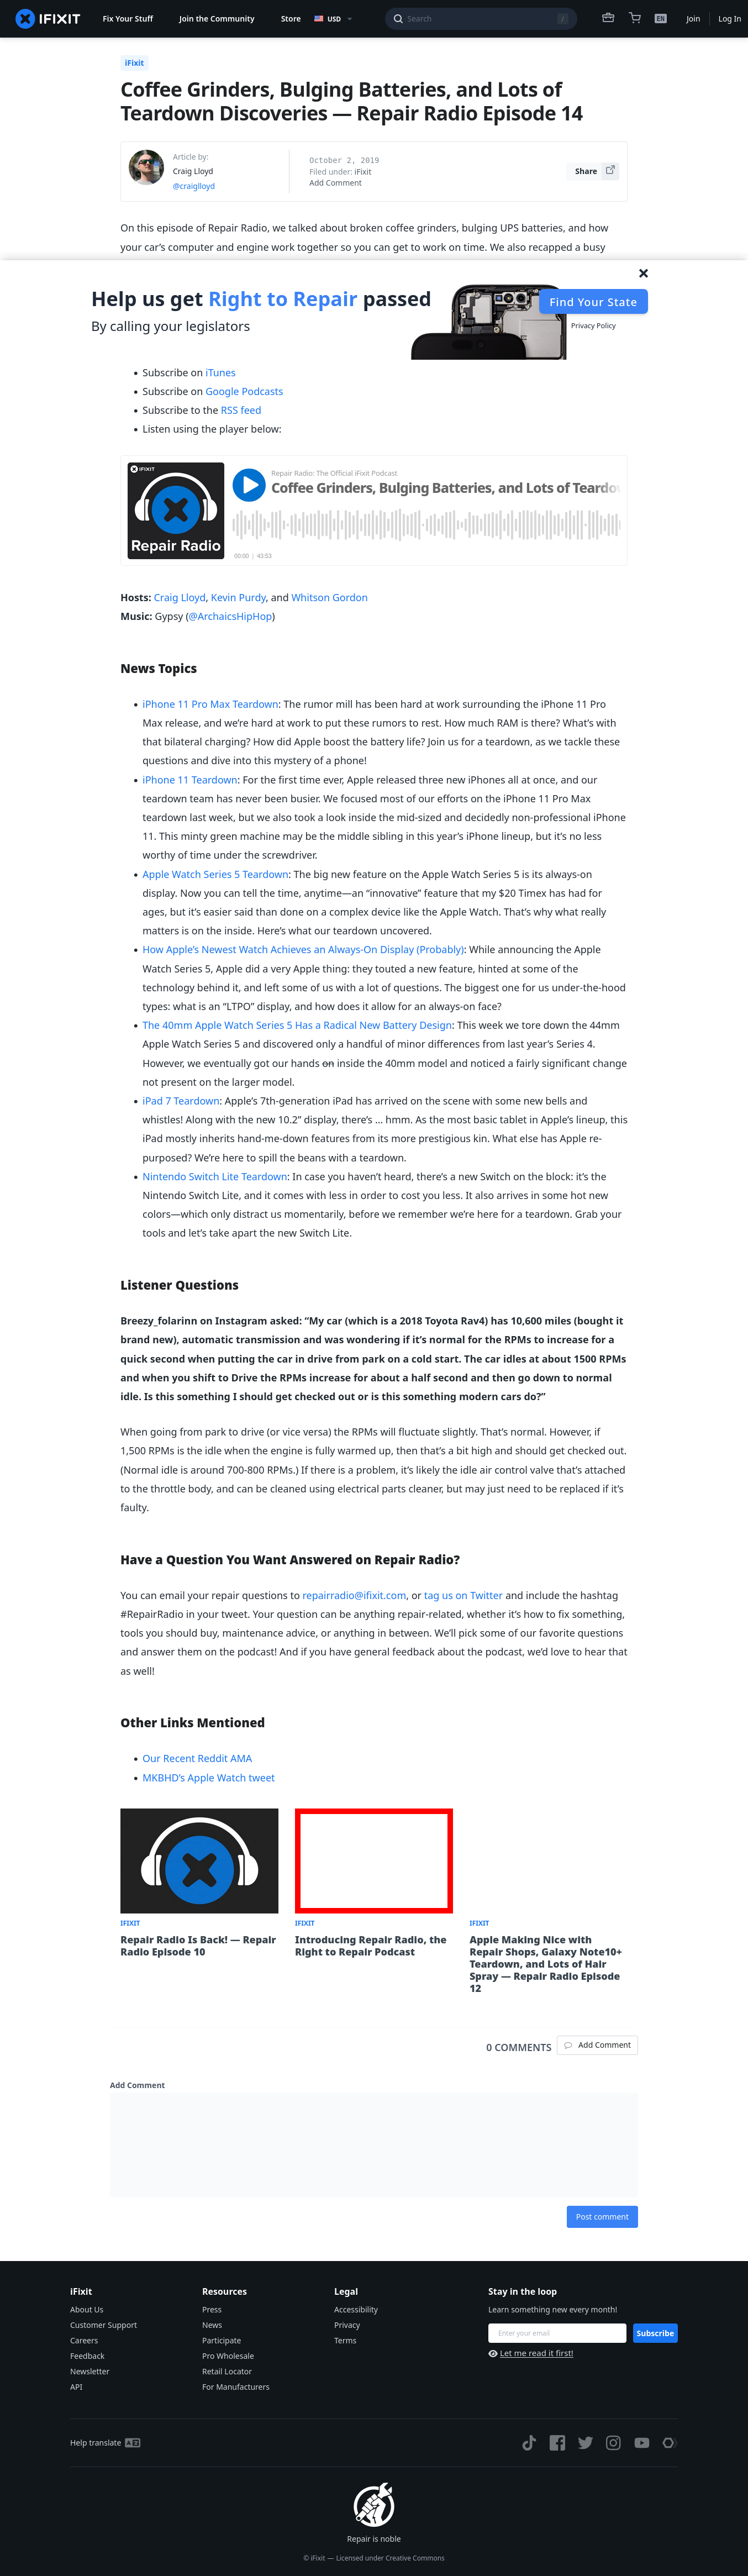 IFIXIT
Fix Your Stuff
Join the Community
Store
USD
Search
/
EN
Join
Log In
iFixit
Coffee Grinders, Bulging Batteries, and Lots of
Teardown Discoveries — Repair Radio Episode 14
Article by:
Craig Lloyd
@craiglloyd
October 2, 2019
Filed under: iFixit
Add Comment
Share
On this episode of Repair Radio, we talked about broken coffee grinders, bulging UPS batteries, and how
your car’s computer and engine work together so you can get to work on time. We also recapped a busy
Help us get Right to Repair passed
By calling your legislators
Find Your State
Privacy Policy
Subscribe on iTunes
Subscribe on Google Podcasts
Subscribe to the RSS feed
Listen using the player below:
IFIXIT
Repair Radio
Repair Radio: The Official iFixit Podcast
Coffee Grinders, Bulging Batteries, and Lots of Teardow
00:00 | 43:53
Hosts: Craig Lloyd, Kevin Purdy, and Whitson Gordon
Music: Gypsy (@ArchaicsHipHop)
News Topics
iPhone 11 Pro Max Teardown: The rumor mill has been hard at work surrounding the iPhone 11 Pro
Max release, and we’re hard at work to put these rumors to rest. How much RAM is there? What’s with
that bilateral charging? How did Apple boost the battery life? Join us for a teardown, as we tackle these
questions and dive into this mystery of a phone!
iPhone 11 Teardown: For the first time ever, Apple released three new iPhones all at once, and our
teardown team has never been busier. We focused most of our efforts on the iPhone 11 Pro Max
teardown last week, but we also took a look inside the mid-sized and decidedly non-professional iPhone
11. This minty green machine may be the middle sibling in this year’s iPhone lineup, but it’s no less
worthy of time under the screwdriver.
Apple Watch Series 5 Teardown: The big new feature on the Apple Watch Series 5 is its always-on
display. Now you can tell the time, anytime—an “innovative” feature that my $20 Timex has had for
ages, but it’s easier said than done on a complex device like the Apple Watch. That’s why what really
matters is on the inside. Here’s what our teardown uncovered.
How Apple’s Newest Watch Achieves an Always-On Display (Probably): While announcing the Apple
Watch Series 5, Apple did a very Apple thing: they touted a new feature, hinted at some of the
technology behind it, and left some of us with a lot of questions. The biggest one for us under-the-hood
types: what is an “LTPO” display, and how does it allow for an always-on face?
The 40mm Apple Watch Series 5 Has a Radical New Battery Design: This week we tore down the 44mm
Apple Watch Series 5 and discovered only a handful of minor differences from last year’s Series 4.
However, we eventually got our hands on inside the 40mm model and noticed a fairly significant change
not present on the larger model.
iPad 7 Teardown: Apple’s 7th-generation iPad has arrived on the scene with some new bells and
whistles! Along with the new 10.2” display, there’s … hmm. As the most basic tablet in Apple’s lineup, this
iPad mostly inherits hand-me-down features from its more prestigious kin. What else has Apple re-
purposed? We’re here to spill the beans with a teardown.
Nintendo Switch Lite Teardown: In case you haven’t heard, there’s a new Switch on the block: it’s the
Nintendo Switch Lite, and it comes with less in order to cost you less. It also arrives in some hot new
colors—which only distract us momentarily, before we remember we’re here for a teardown. Grab your
tools and let’s take apart the new Switch Lite.
Listener Questions
Breezy_folarinn on Instagram asked: “My car (which is a 2018 Toyota Rav4) has 10,600 miles (bought it
brand new), automatic transmission and was wondering if it’s normal for the RPMs to increase for a
quick second when putting the car in drive from park on a cold start. The car idles at about 1500 RPMs
and when you shift to Drive the RPMs increase for about a half second and then go down to normal
idle. Is this something I should get checked out or is this something modern cars do?”
When going from park to drive (or vice versa) the RPMs will fluctuate slightly. That’s normal. However, if
1,500 RPMs is the idle when the engine is fully warmed up, then that’s a bit high and should get checked out.
(Normal idle is around 700-800 RPMs.) If there is a problem, it’s likely the idle air control valve that’s attached
to the throttle body, and can be cleaned using electrical parts cleaner, but may just need to be replaced if it’s
faulty.
Have a Question You Want Answered on Repair Radio?
You can email your repair questions to repairradio@ifixit.com, or tag us on Twitter and include the hashtag
#RepairRadio in your tweet. Your question can be anything repair-related, whether it’s how to fix something,
tools you should buy, maintenance advice, or anything in between. We’ll pick some of our favorite questions
and answer them on the podcast! And if you have general feedback about the podcast, we’d love to hear that
as well!
Other Links Mentioned
Our Recent Reddit AMA
MKBHD’s Apple Watch tweet
IFIXIT
Repair Radio Is Back! — Repair
Radio Episode 10
IFIXIT
Introducing Repair Radio, the
Right to Repair Podcast
IFIXIT
Apple Making Nice with
Repair Shops, Galaxy Note10+
Teardown, and Lots of Hair
Spray — Repair Radio Episode
12
0 COMMENTS
Add Comment
Add Comment
Post comment
iFixit
About Us
Customer Support
Careers
Feedback
Newsletter
API
Resources
Press
News
Participate
Pro Wholesale
Retail Locator
For Manufacturers
Legal
Accessibility
Privacy
Terms
Stay in the loop
Learn something new every month!
Enter your email
Subscribe
Let me read it first!
Help translate
Repair is noble
© iFixit — Licensed under Creative Commons